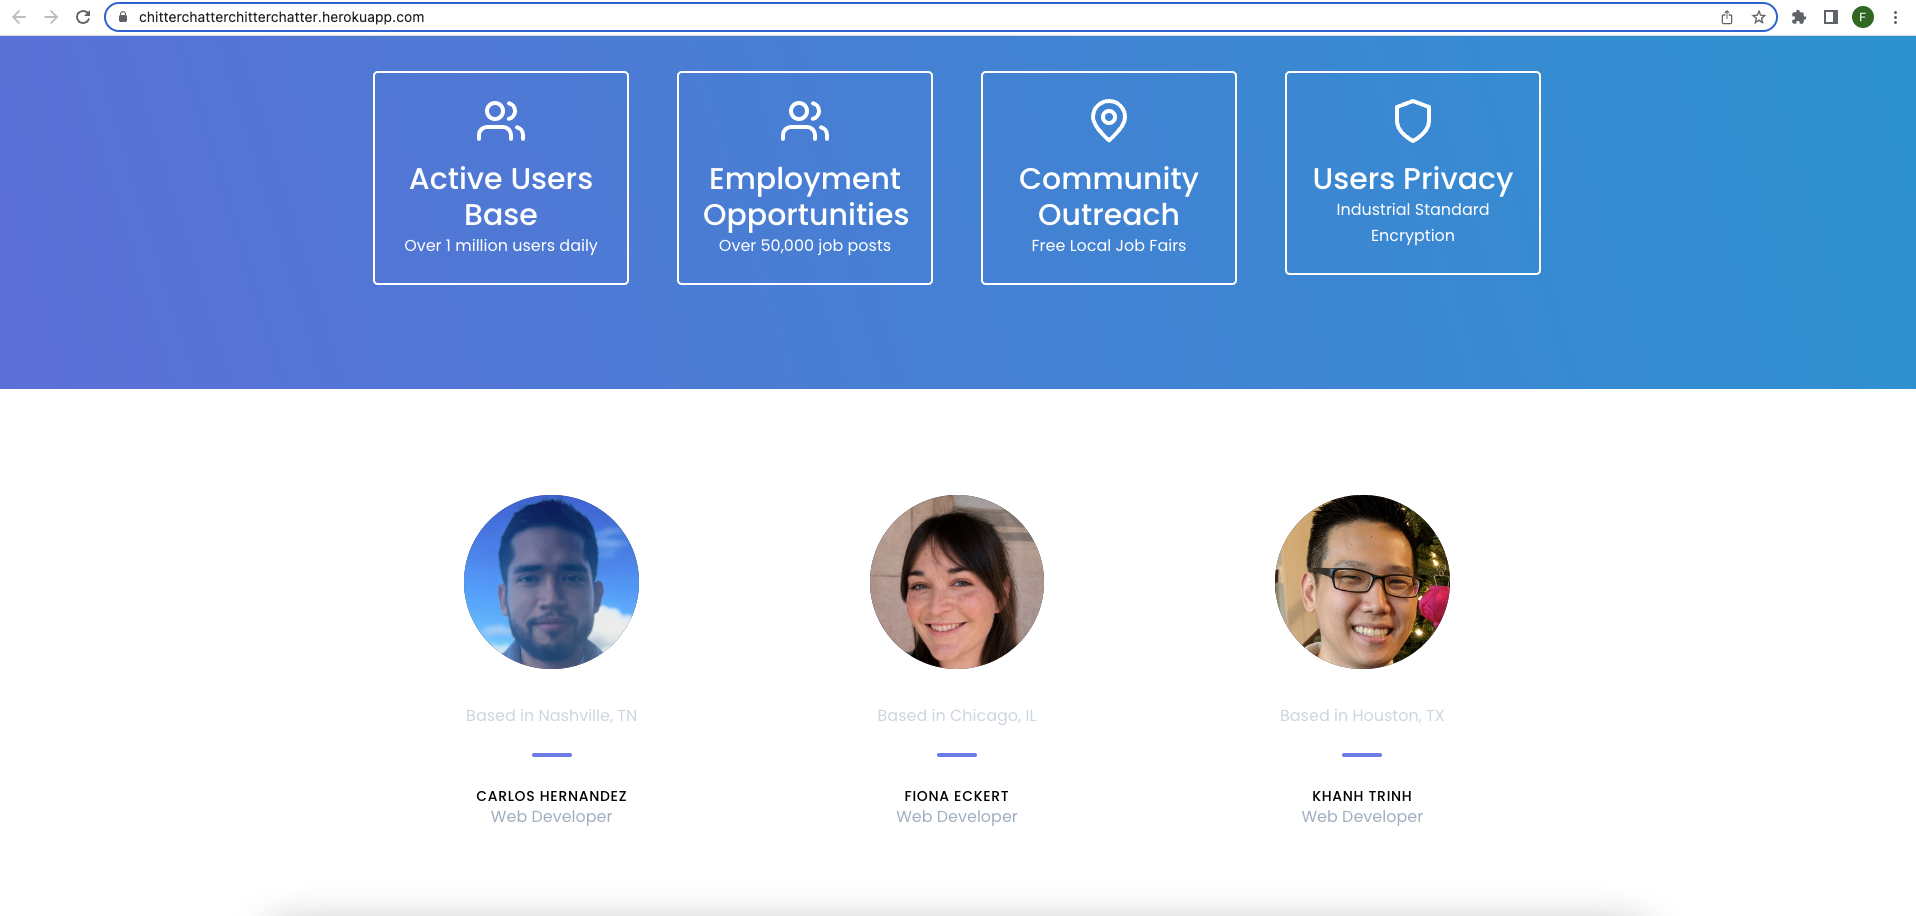 chitterchatterchitterchatter.herokuapp.com
F
Active Users
Base
Over 1 million users daily
Employment
Opportunities
Over 50,000 job posts
Community
Outreach
Free Local Job Fairs
Users Privacy
Industrial Standard
Encryption
Based in Nashville, TN
CARLOS HERNANDEZ
Web Developer
Based in Chicago, IL
FIONA ECKERT
Web Developer
Based in Houston, TX
KHANH TRINH
Web Developer